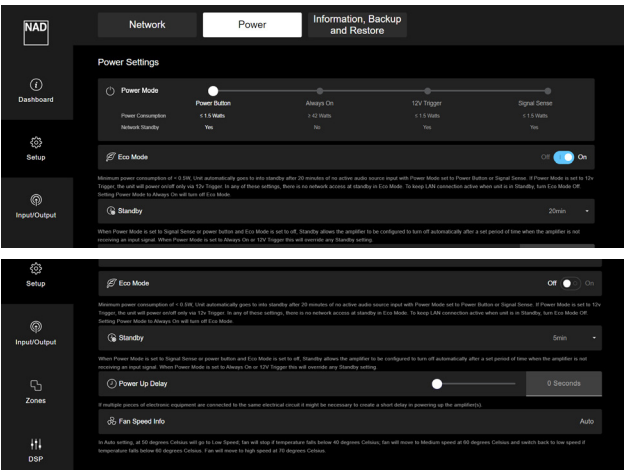 NAD
Network
Power
Information, Backup
and Restore
Power Settings
Dashboard
Power Mode
Power Button
Always On
12V Trigger
Signal Sense
Power Consumption
≤ 1.5 Watts
≥ 42 Watts
≤ 1.5 Watts
≤ 1.5 Watts
Network Standby
Yes
No
Yes
Yes
Setup
Eco Mode
Off
On
Minimum power consumption of < 0.5W, Unit automatically goes to into standby after 20 minutes of no active audio source input with Power Mode set to Power Button or Signal Sense. If Power Mode is set to 12v
Trigger, the unit will power on/off only via 12v Trigger. In any of these settings, there is no network access at standby in Eco Mode. To keep LAN connection active when unit is in Standby, turn Eco Mode Off.
Setting Power Mode to Always On will turn off Eco Mode.
Input/Output
Standby
20min
When Power Mode is set to Signal Sense or power button and Eco Mode is set to off, Standby allows the amplifier to be configured to turn off automatically after a set period of time when the amplifier is not
receiving an input signal. When Power Mode is set to Always On or 12V Trigger this will override any Standby setting.
Setup
Eco Mode
Off
On
Minimum power consumption of < 0.5W, Unit automatically goes to into standby after 20 minutes of no active audio source input with Power Mode set to Power Button or Signal Sense. If Power Mode is set to 12v
Trigger, the unit will power on/off only via 12v Trigger. In any of these settings, there is no network access at standby in Eco Mode. To keep LAN connection active when unit is in Standby, turn Eco Mode Off.
Setting Power Mode to Always On will turn off Eco Mode.
Input/Output
Standby
5min
When Power Mode is set to Signal Sense or power button and Eco Mode is set to off, Standby allows the amplifier to be configured to turn off automatically after a set period of time when the amplifier is not
receiving an input signal. When Power Mode is set to Always On or 12V Trigger this will override any Standby setting.
Zones
Power Up Delay
0 Seconds
If multiple pieces of electronic equipment are connected to the same electrical circuit it might be necessary to create a short delay in powering up the amplifier(s).
Fan Speed Info
Auto
DSP
In Auto setting, at 50 degrees Celsius will go to Low Speed; fan will stop if temperature falls below 40 degrees Celsius; fan will move to Medium speed at 60 degrees Celsius and switch back to low speed if
temperature falls below 60 degrees Celsius. Fan will move to high speed at 70 degrees Celsius.